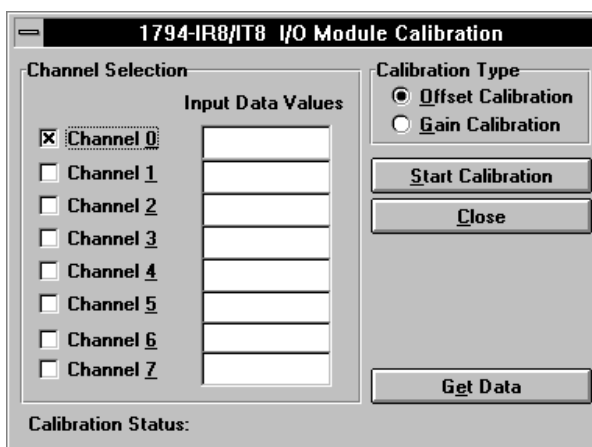 1794-IR8/IT8 I/O Module Calibration
Channel Selection
Input Data Values
Channel 0
Channel 1
Channel 2
Channel 3
Channel 4
Channel 5
Channel 6
Channel 7
Calibration Type
Offset Calibration
Gain Calibration
Start Calibration
Close
Get Data
Calibration Status: